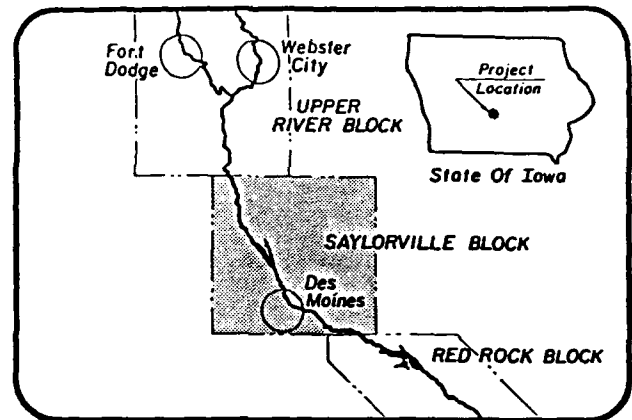 Fort
Dodge
Webster
City
UPPER
RIVER BLOCK
Project
Location
State Of Iowa
SAYLORVILLE BLOCK
Des
Moines
RED ROCK BLOCK